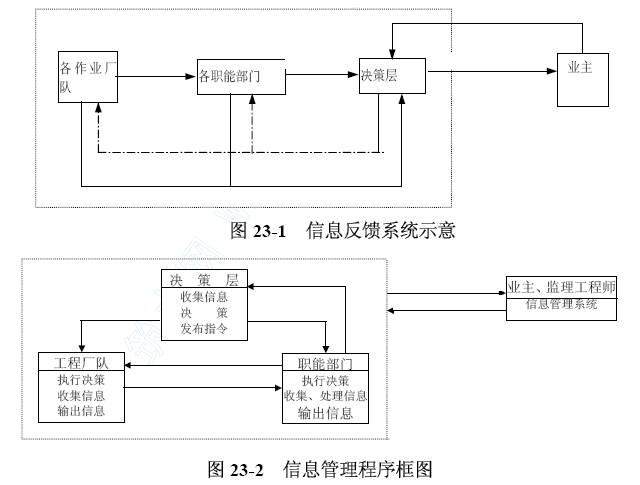 各作业厂
队
各职能部门
决策层
业主
图 23-1 信息反馈系统示意
决 策 层
收集信息
决 策
发布指令
业主、监理工程师
信息管理系统
工程厂队
执行决策
收集信息
输出信息
职能部门
执行决策
收集、处理信息
输出信息
图 23-2 信息管理程序框图